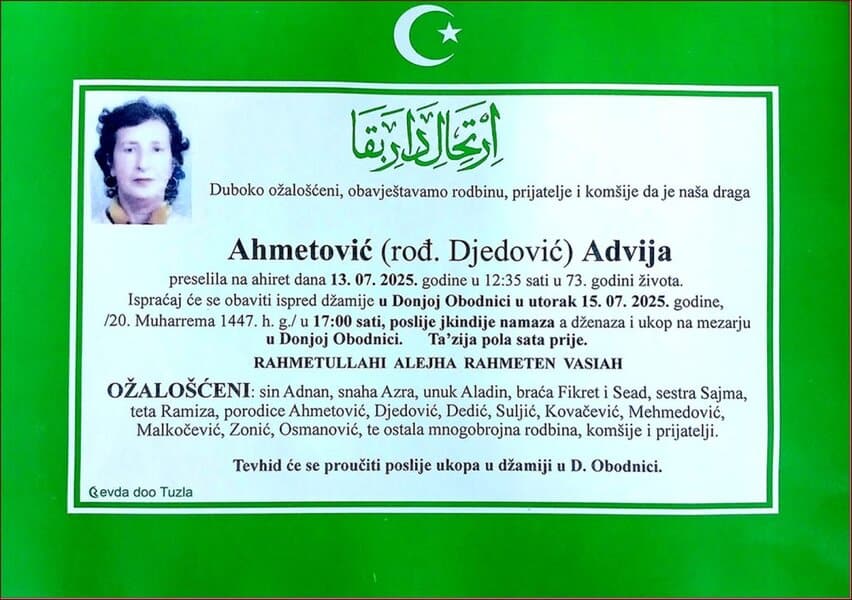 ارتحال دار بقا
Duboko ožalošćeni, obavještavamo rodbinu, prijatelje i komšije da je naša draga
Ahmetović (rođ. Djedović) Advija
preselila na ahiret dana 13. 07. 2025. godine u 12:35 sati u 73. godini života.
Ispraćaj će se obaviti ispred džamije u Donjoj Obodnici u utorak 15. 07. 2025. godine,
/20. Muharrema 1447. h. g./ u 17:00 sati, poslije jkindije namaza a dženaza i ukop na mezarju
u Donjoj Obodnici. Ta'zija pola sata prije.
RAHMETULLAHI ALEJHA RAHMETEN VASIAH
OŽALOŠĆENI: sin Adnan, snaha Azra, unuk Aladin, braća Fikret i Sead, sestra Sajma,
teta Ramiza, porodice Ahmetović, Djedović, Dedić, Suljić, Kovačević, Mehmedović,
Malkočević, Zonić, Osmanović, te ostala mnogobrojna rodbina, komšije i prijatelji.
Tevhid će se proučiti poslije ukopa u džamiji u D. Obodnici.
evda doo Tuzla